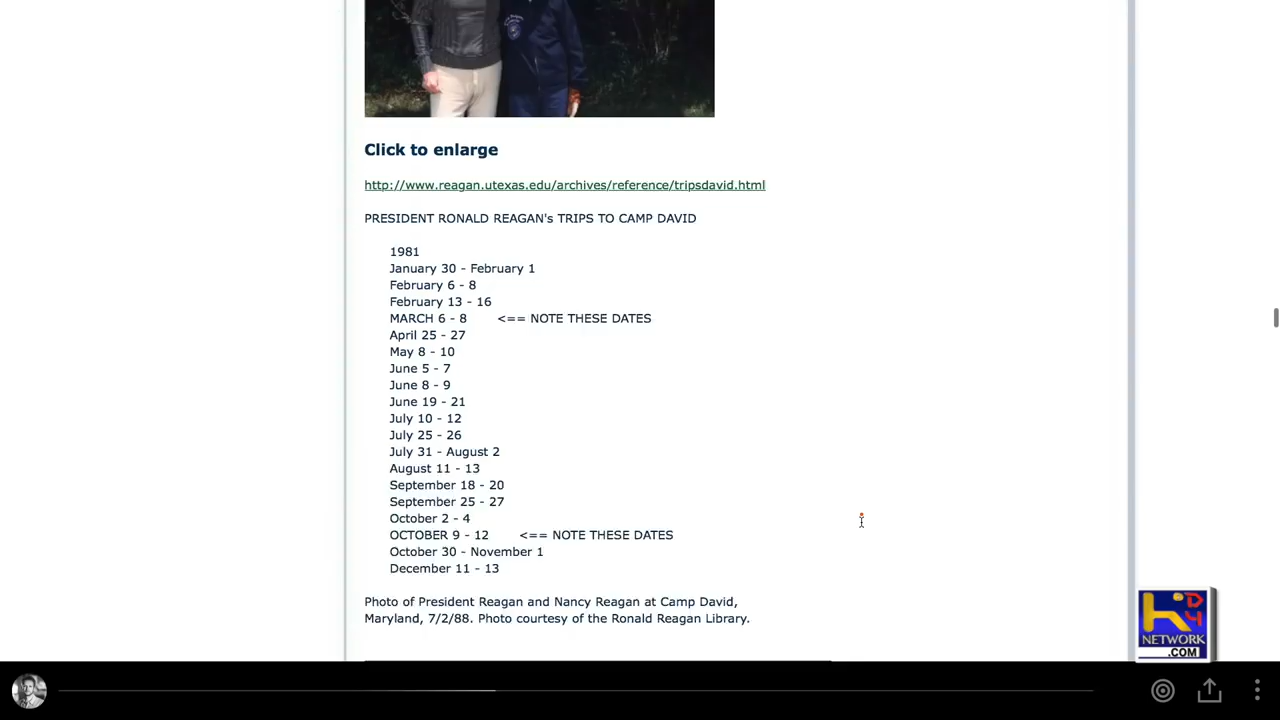 Click to enlarge
http://www.reagan.utexas.edu/archives/reference/tripsdavid.html
PRESIDENT RONALD REAGAN's TRIPS TO CAMP DAVID
1981
January 30 - February 1
February 6 - 8
February 13 - 16
MARCH 6 - 8 <== NOTE THESE DATES
April 25 - 27
May 8 - 10
June 5 - 7
June 8 - 9
June 19 - 21
July 10 - 12
July 25 - 26
July 31 - August 2
August 11 - 13
September 18 - 20
September 25 - 27
October 2 - 4
OCTOBER 9 - 12 <== NOTE THESE DATES
October 30 - November 1
December 11 - 13
Photo of President Reagan and Nancy Reagan at Camp David,
Maryland, 7/2/88. Photo courtesy of the Ronald Reagan Library.
NETWORK
.COM